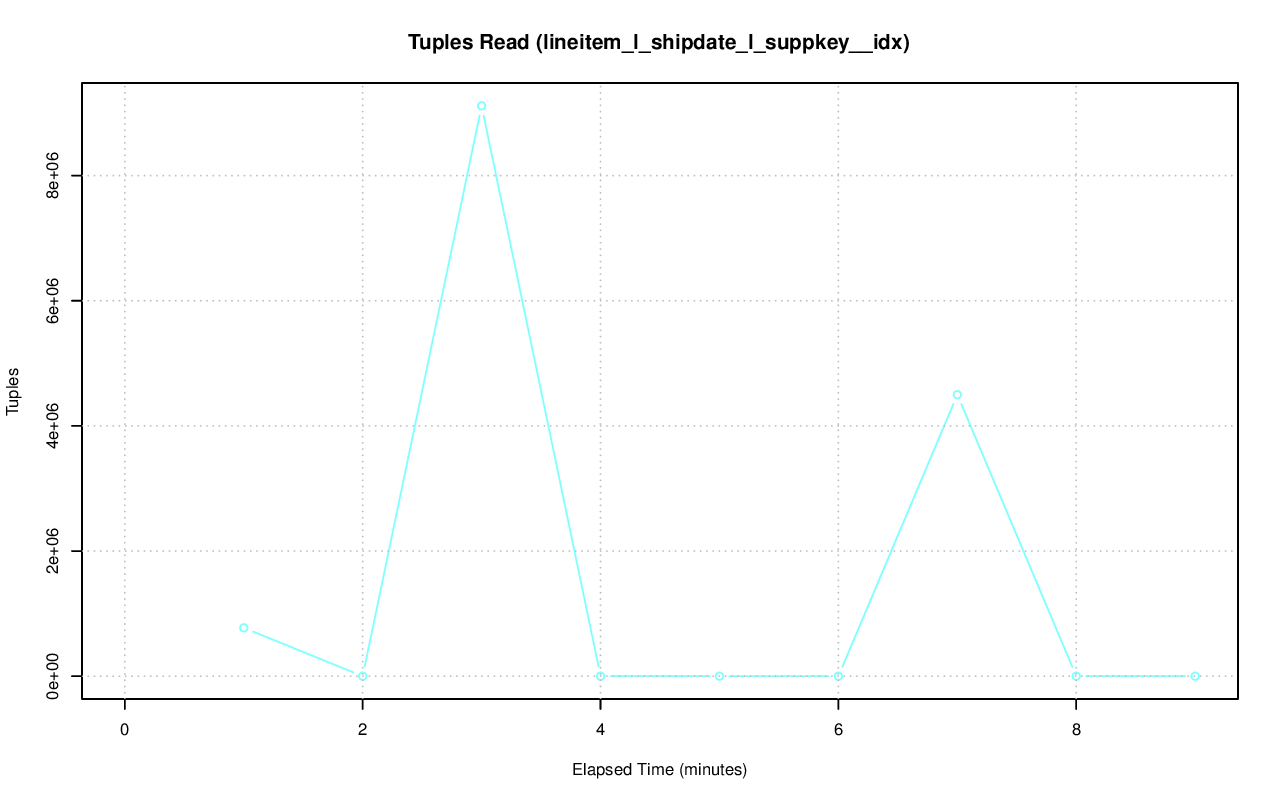 Tuples Read (lineitem_l_shipdate_l_suppkey__idx)
8e+06
6e+06
4e+06
2e+06
0e+00
Tuples
0 2 4 6 8
Elapsed Time (minutes)